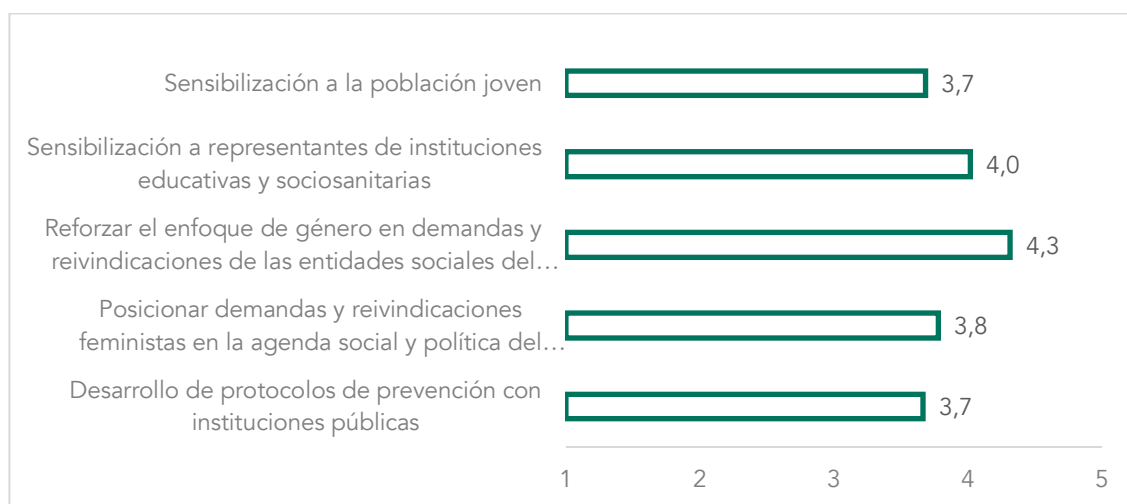 Sensibilización a la población joven
3,7
Sensibilización a representantes de instituciones
educativas y sociosanitarias
4,0
Reforzar el enfoque de género en demandas y
reivindicaciones de las entidades sociales del…
4,3
Posicionar demandas y reivindicaciones
feministas en la agenda social y política del…
3,8
Desarrollo de protocolos de prevención con
instituciones públicas
3,7
1 2 3 4 5